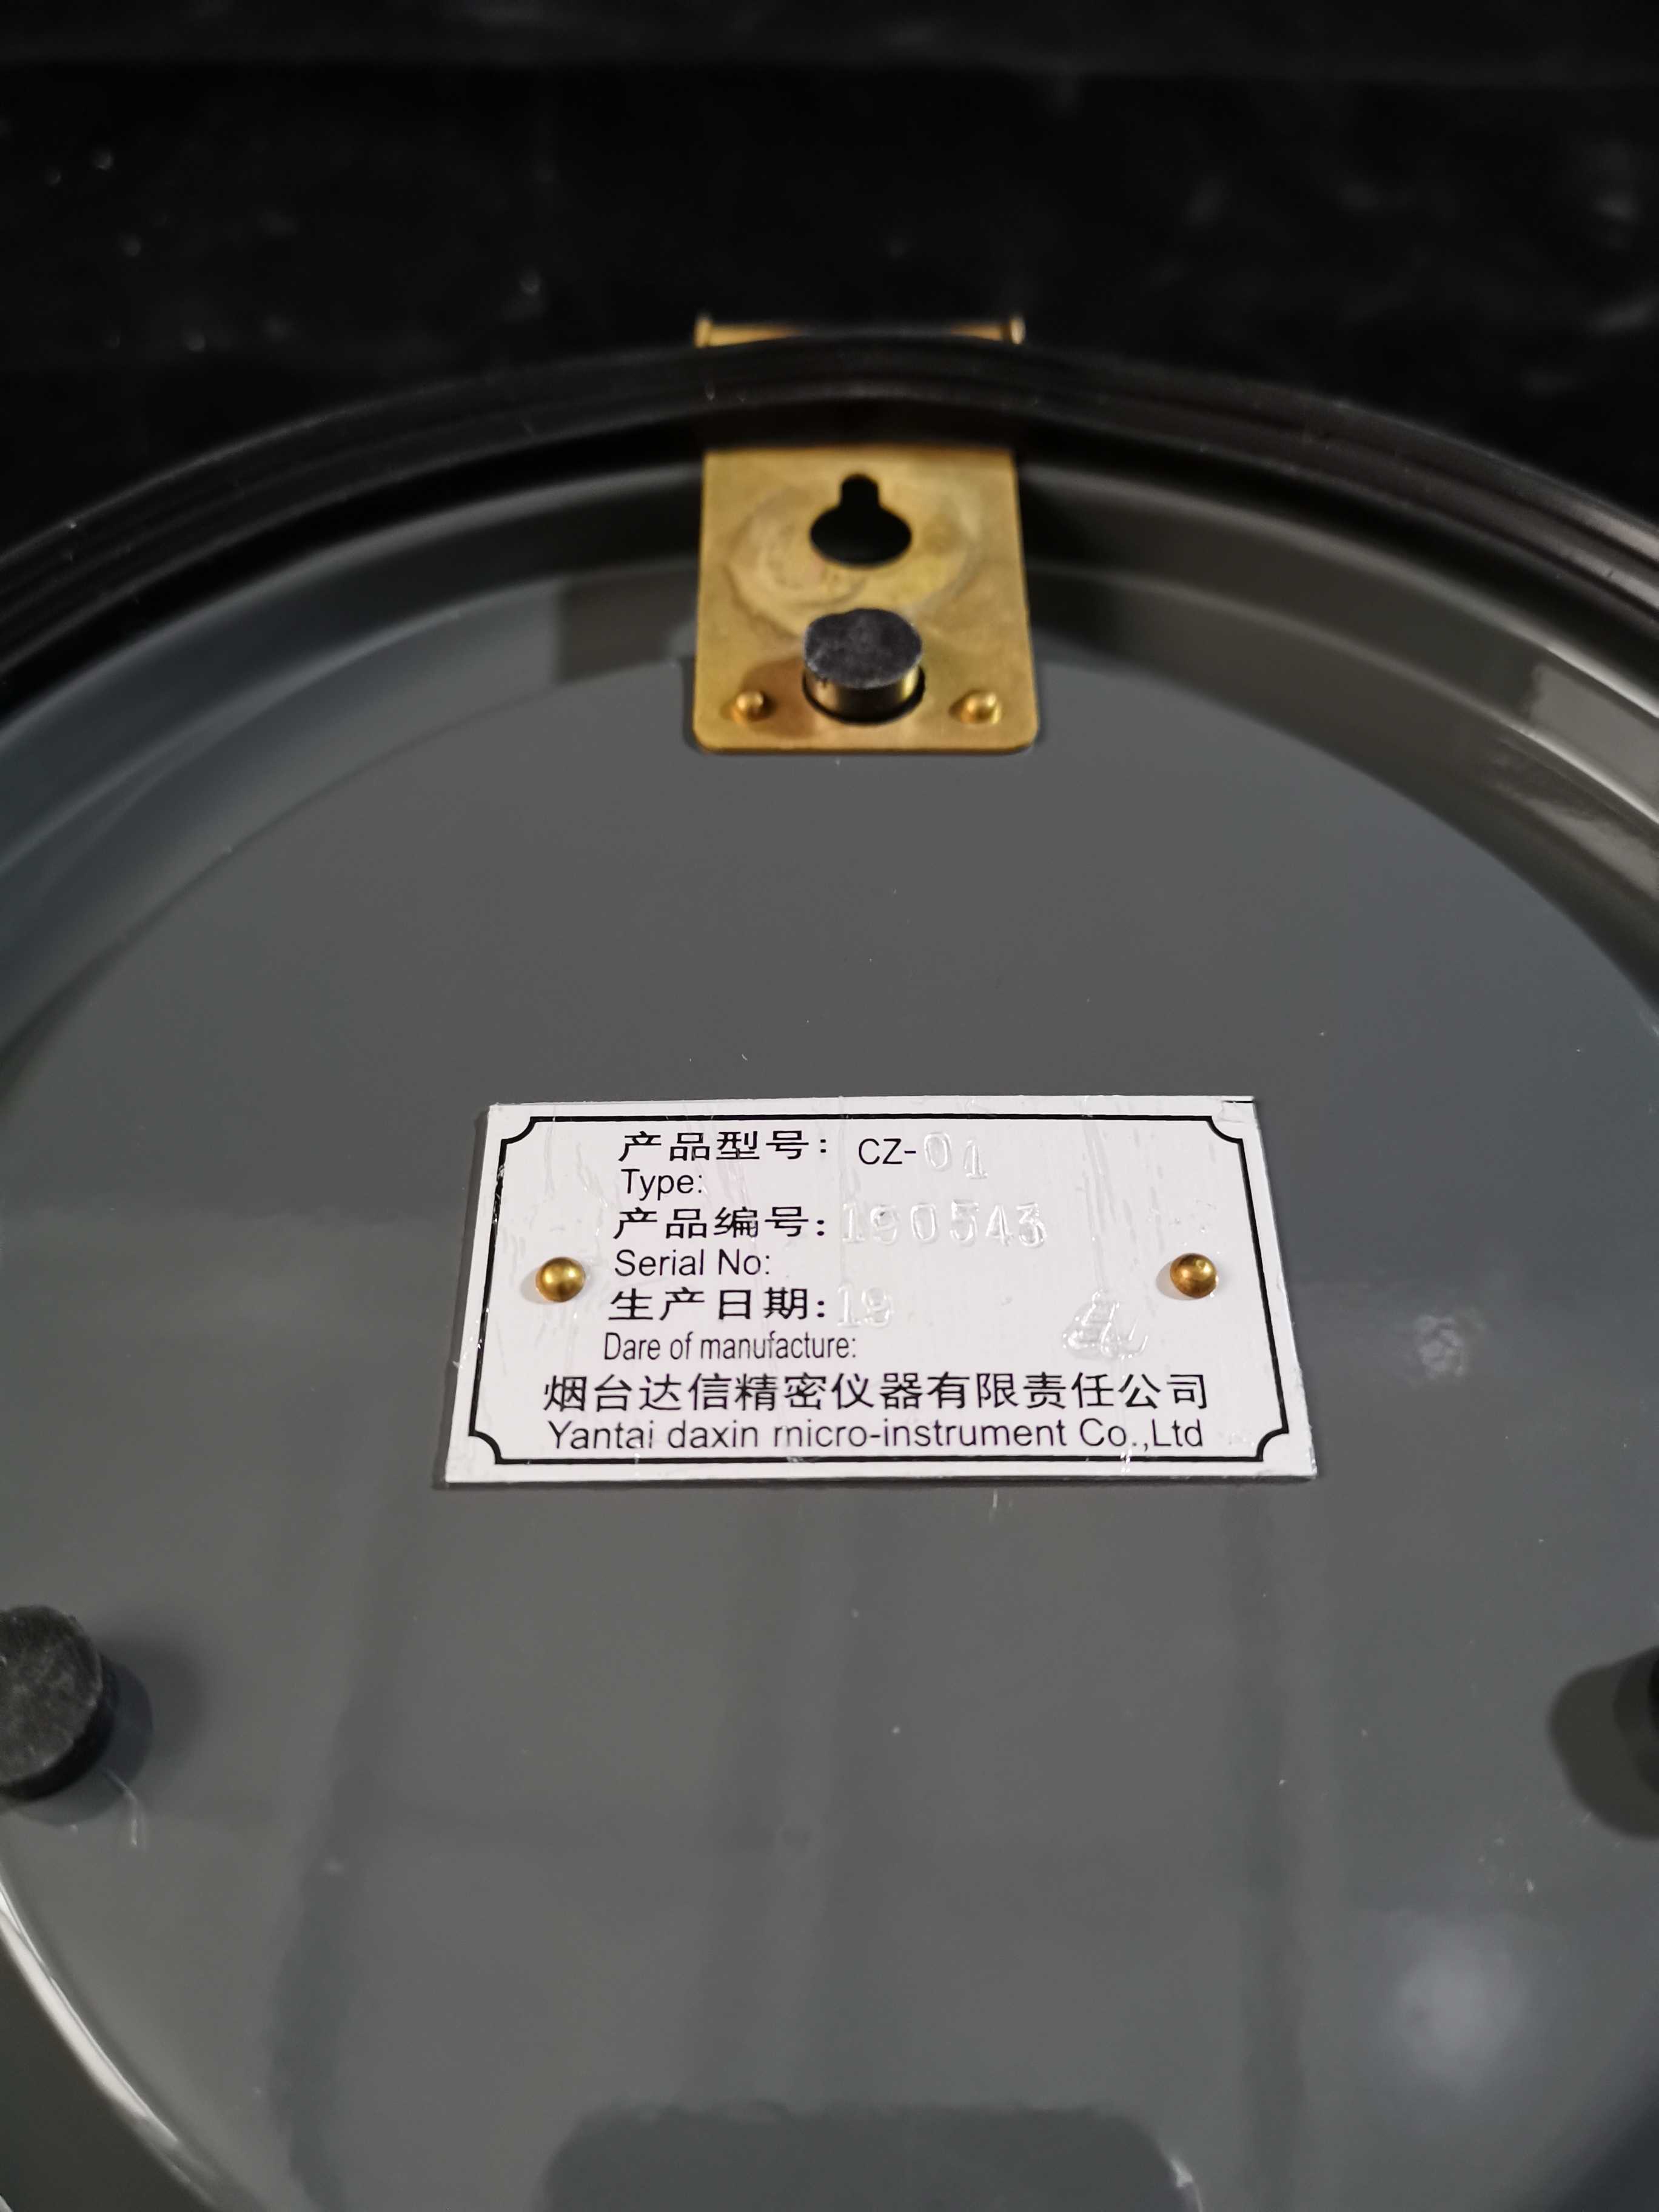 产品型号: CZ-01
Type:
产品编号: 190543
Serial No:
生产日期: 19
Dare of manufacture:
烟台达信精密仪器有限责任公司
Yantai daxin micro-instrument Co.,Ltd